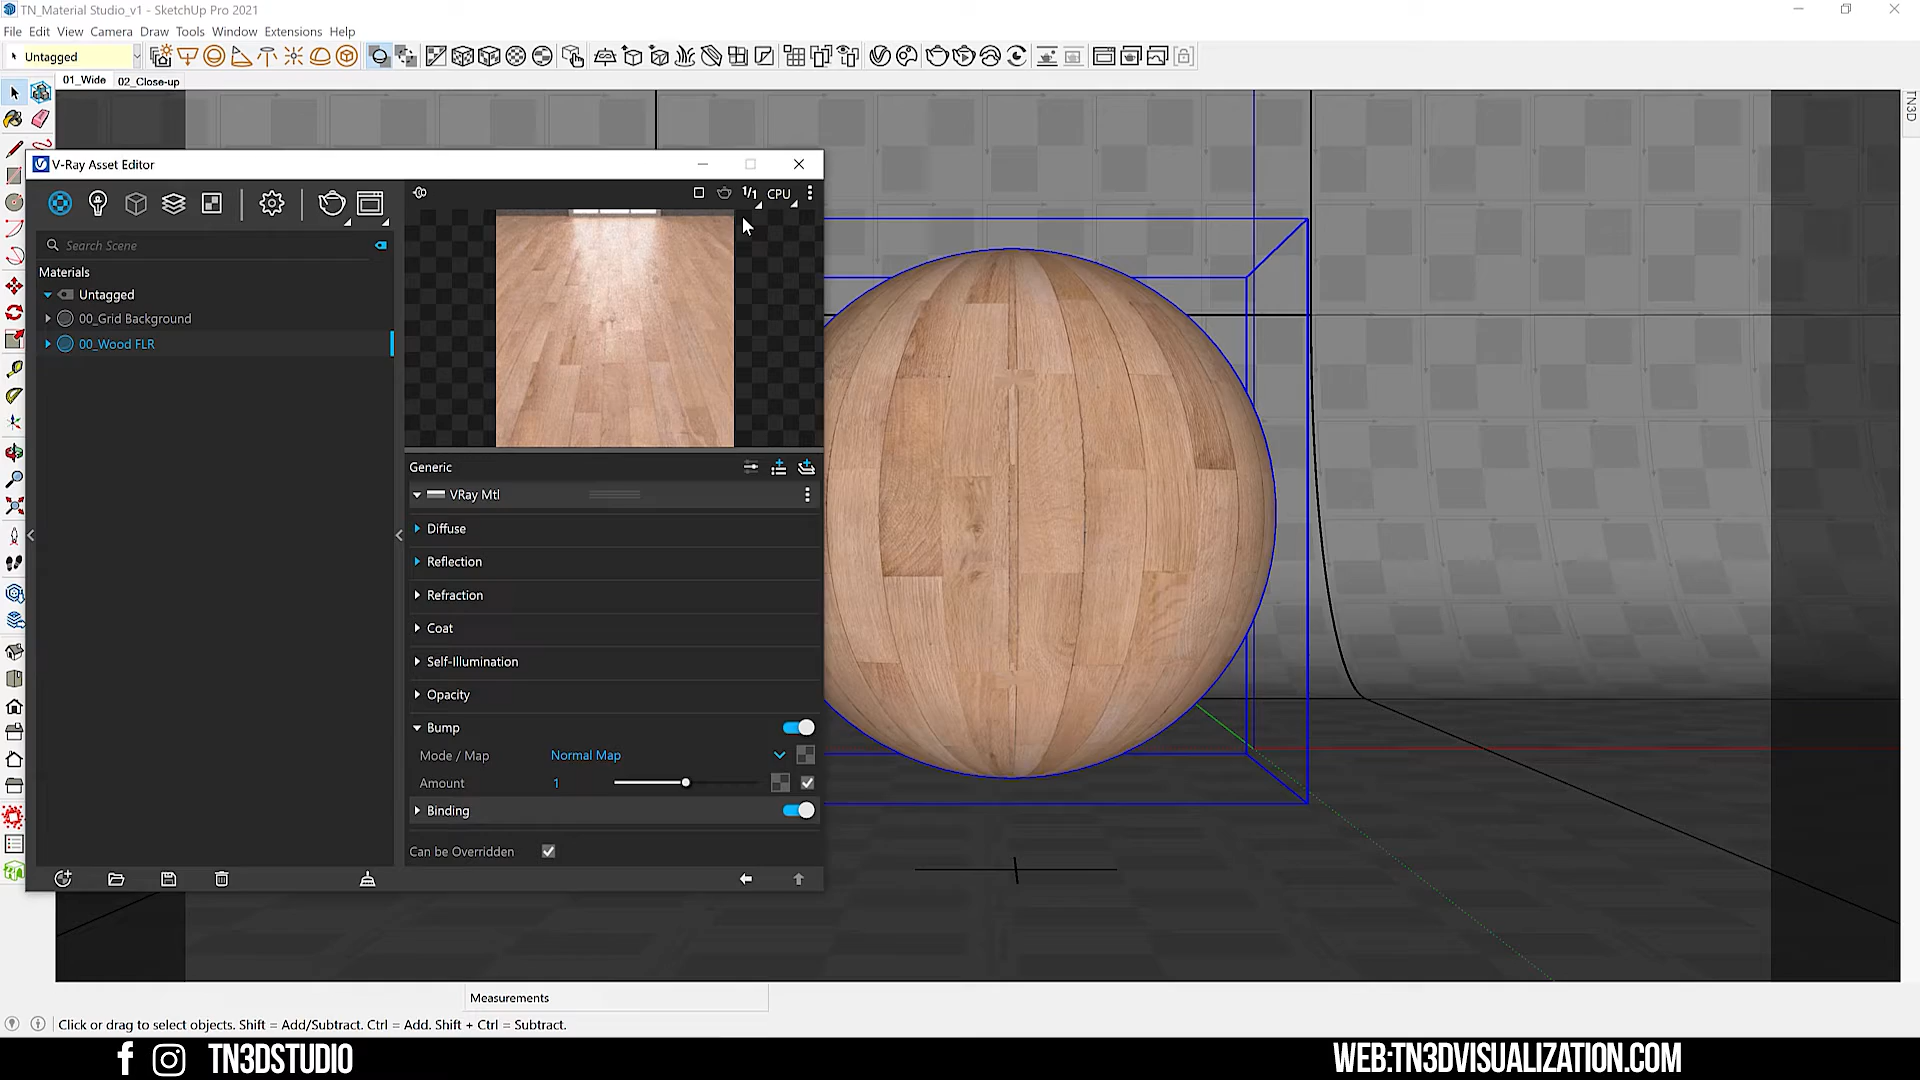 TN_Material Studio_v1 - SketchUp Pro 2021
File Edit View Camera Draw Tools Window Extensions Help
Untagged
01_Wide 02_Close-up
TN3D
V-Ray Asset Editor
1/1 CPU
Search Scene
Materials
Untagged
00_Grid Background
00_Wood FLR
Generic
VRay Mtl
Diffuse
Reflection
Refraction
Coat
Self-Illumination
Opacity
Bump
Mode / Map Normal Map
Amount 1
Binding
Can be Overridden
Measurements
Click or drag to select objects. Shift = Add/Subtract. Ctrl = Add. Shift + Ctrl = Subtract.
TN3DSTUDIO
WEB:TN3DVISUALIZATION.COM